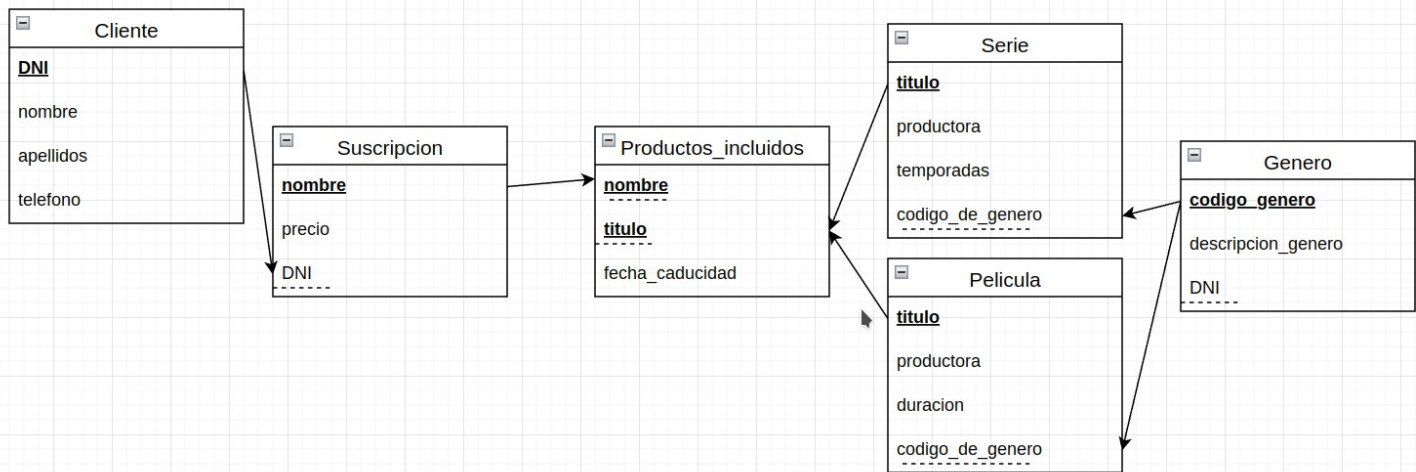 Cliente
DNI
nombre
apellidos
telefono
Suscripcion
nombre
precio
DNI
Productos_incluidos
nombre
titulo
fecha_caducidad
Serie
titulo
productora
temporadas
codigo_de_genero
Pelicula
titulo
productora
duracion
codigo_de_genero
Genero
codigo_genero
descripcion_genero
DNI